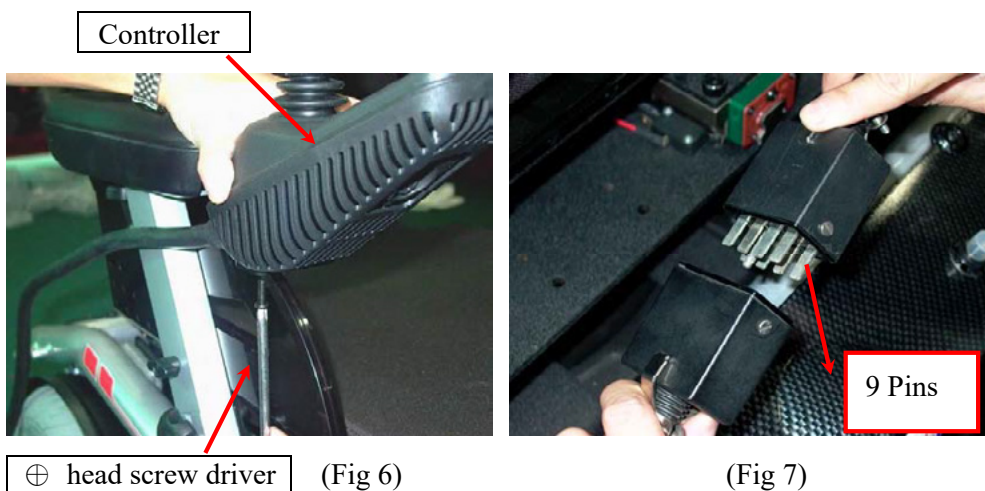 Controller
9 Pins
⊕ head screw driver
(Fig 6)
(Fig 7)